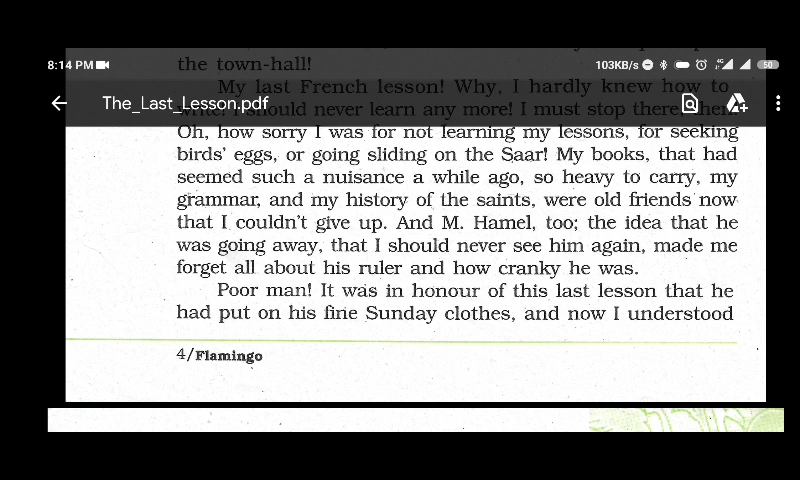 the town-hall!
8:14 PM
103KB/s
4G
50
My last French lesson! Why, I hardly knew how to
The_Last_Lesson.pdf
write! I should never learn any more! I must stop there, then!
Oh, how sorry I was for not learning my lessons, for seeking
birds’ eggs, or going sliding on the Saar! My books, that had
seemed such a nuisance a while ago, so heavy to carry, my
grammar, and my history of the saints, were old friends now
that I couldn’t give up. And M. Hamel, too; the idea that he
was going away, that I should never see him again, made me
forget all about his ruler and how cranky he was.
Poor man! It was in honour of this last lesson that he
had put on his fine Sunday clothes, and now I understood
4/Flamingo